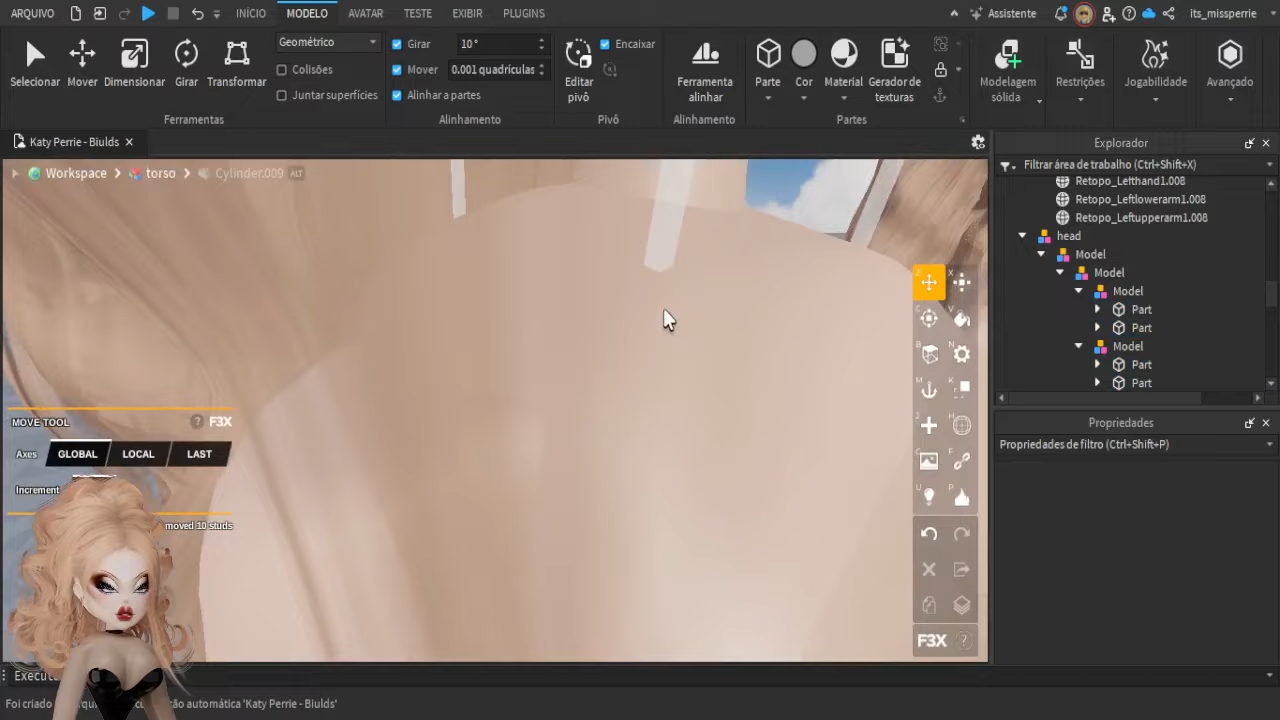 ARQUIVO
INÍCIO
MODELO
AVATAR
TESTE
EXIBIR
PLUGINS
Assistente
its_missperrie
Selecionar
Mover
Dimensionar
Girar
Transformar
Geométrico
Colisões
Juntar superfícies
Ferramentas
Girar
10 °
Mover
0.001 quadrículas
Alinhar a partes
Alinhamento
Editar pivô
Encaixar
Pivô
Ferramenta alinhar
Alinhamento
Parte
Cor
Material
Gerador de texturas
Partes
Modelagem sólida
Restrições
Jogabilidade
Avançado
Katy Perrie - Biulds
Workspace
torso
Cylinder.009
ALT
Explorador
Filtrar área de trabalho (Ctrl+Shift+X)
Retopo_Lefthand1.008
Retopo_Leftlowerarm1.008
Retopo_Leftupperarm1.008
head
Model
Model
Model
Part
Part
Model
Part
Part
Propriedades
Propriedades de filtro (Ctrl+Shift+P)
MOVE TOOL
? F3X
Axes
GLOBAL
LOCAL
LAST
Increment
moved 10 studs
Z X
C V
B N
M K
J H
G F
U P
F3X ?
Execut
Foi criado
ção automática 'Katy Perrie - Biulds'